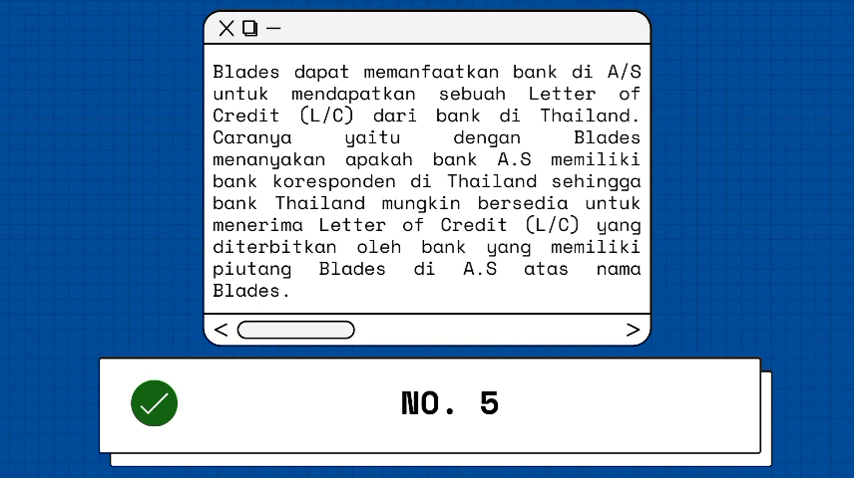 Blades dapat memanfaatkan bank di A/S
untuk mendapatkan sebuah Letter of
Credit (L/C) dari bank di Thailand.
Caranya yaitu dengan Blades
menanyakan apakah bank A.S memiliki
bank koresponden di Thailand sehingga
bank Thailand mungkin bersedia untuk
menerima Letter of Credit (L/C) yang
diterbitkan oleh bank yang memiliki
piutang Blades di A.S atas nama
Blades.
NO. 5